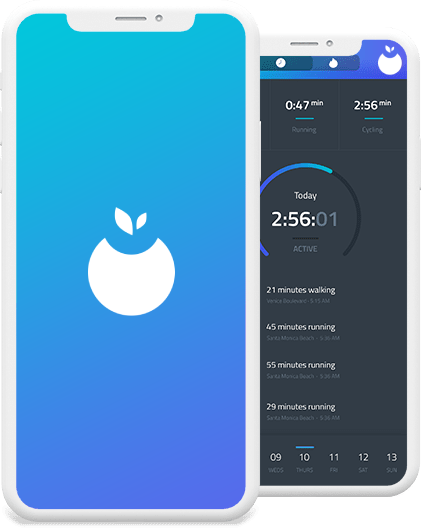 0:47 min
2:56 min
Running
Cycling
Today
2:56:01
ACTIVE
21 minutes walking
Venice Boulevard - 5:15 AM
45 minutes running
Santa Monica Beach - 5:36 AM
55 minutes running
Santa Monica Beach - 5:36 AM
29 minutes running
Santa Monica Beach - 5:36 AM
09 10 11 12 13
WEDS THURS FRI SAT SUN